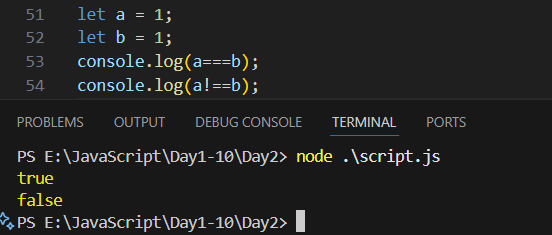 51 let a = 1;
52 let b = 1;
53 console.log(a===b);
54 console.log(a!==b);
PROBLEMS OUTPUT DEBUG CONSOLE TERMINAL PORTS
PS E:\JavaScript\Day1-10\Day2> node .\script.js
true
false
PS E:\JavaScript\Day1-10\Day2>